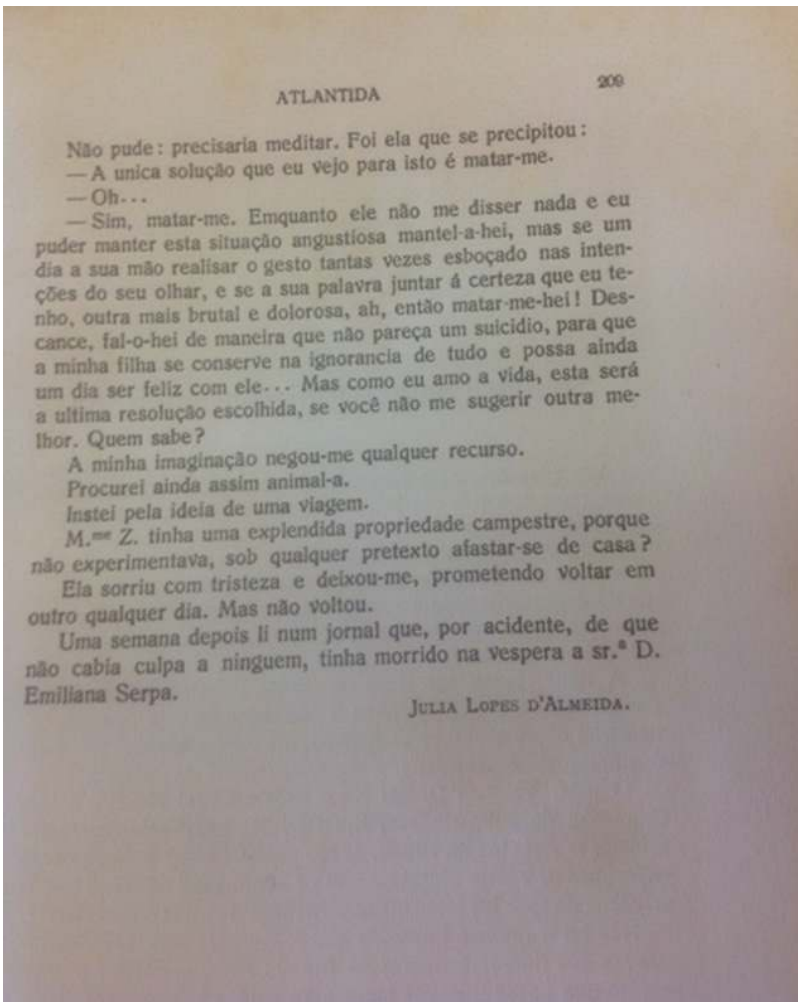 ATLANTIDA
209
Não pude: precisaria meditar. Foi ela que se precipitou:
— A unica solução que eu vejo para isto é matar-me.
— Oh...
— Sim, matar-me. Emquanto ele não me disser nada e eu
puder manter esta situação angustiosa mantel-a-hei, mas se um
dia a sua mão realisar o gesto tantas vezes esboçado nas inten-
ções do seu olhar, e se a sua palavra juntar á certeza que eu te-
nho, outra mais brutal e dolorosa, ah, então matar-me-hei! Des-
cance, fal-o-hei de maneira que não pareça um suicidio, para que
a minha filha se conserve na ignorancia de tudo e possa ainda
um dia ser feliz com ele... Mas como eu amo a vida, esta será
a ultima resolução escolhida, se você não me sugerir outra me-
lhor. Quem sabe?
A minha imaginação negou-me qualquer recurso.
Procurei ainda assim animal-a.
Instei pela ideia de uma viagem.
M.me Z. tinha uma explendida propriedade campestre, porque
não experimentava, sob qualquer pretexto afastar-se de casa?
Ela sorriu com tristeza e deixou-me, prometendo voltar em
outro qualquer dia. Mas não voltou.
Uma semana depois li num jornal que, por acidente, de que
não cabia culpa a ninguem, tinha morrido na vespera a sr.ª D.
Emiliana Serpa.
JULIA LOPES D'ALMEIDA.